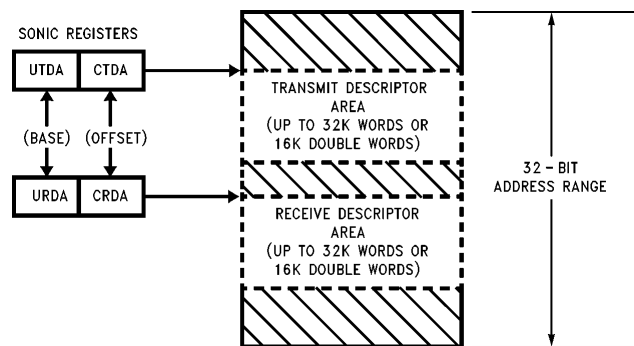 SONIC REGISTERS
UTDA CTDA
(BASE) (OFFSET)
URDA CRDA
TRANSMIT DESCRIPTOR
AREA
(UP TO 32K WORDS OR
16K DOUBLE WORDS)
RECEIVE DESCRIPTOR
AREA
(UP TO 32K WORDS OR
16K DOUBLE WORDS)
32-BIT
ADDRESS RANGE